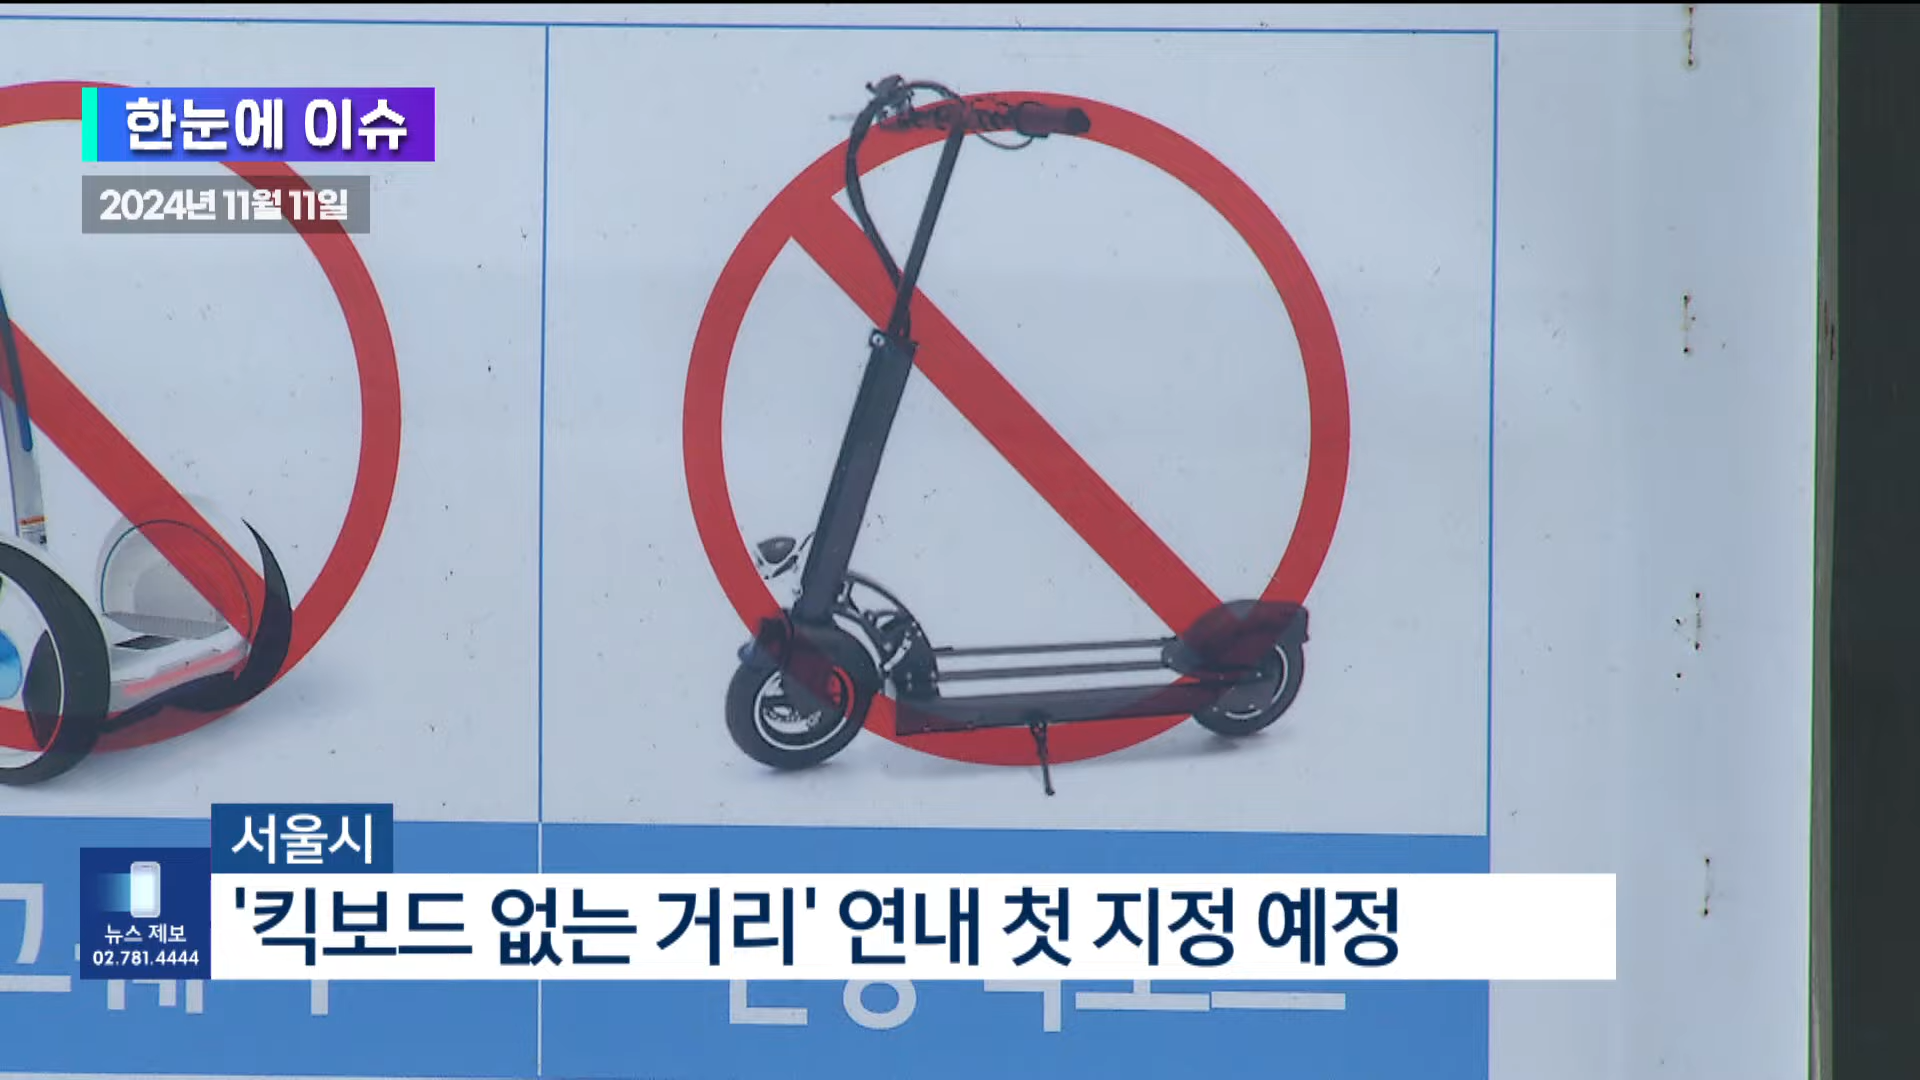 한눈에 이슈
2024년 11월 11일
서울시
'킥보드 없는 거리' 연내 첫 지정 예정
뉴스 제보
02.781.4444